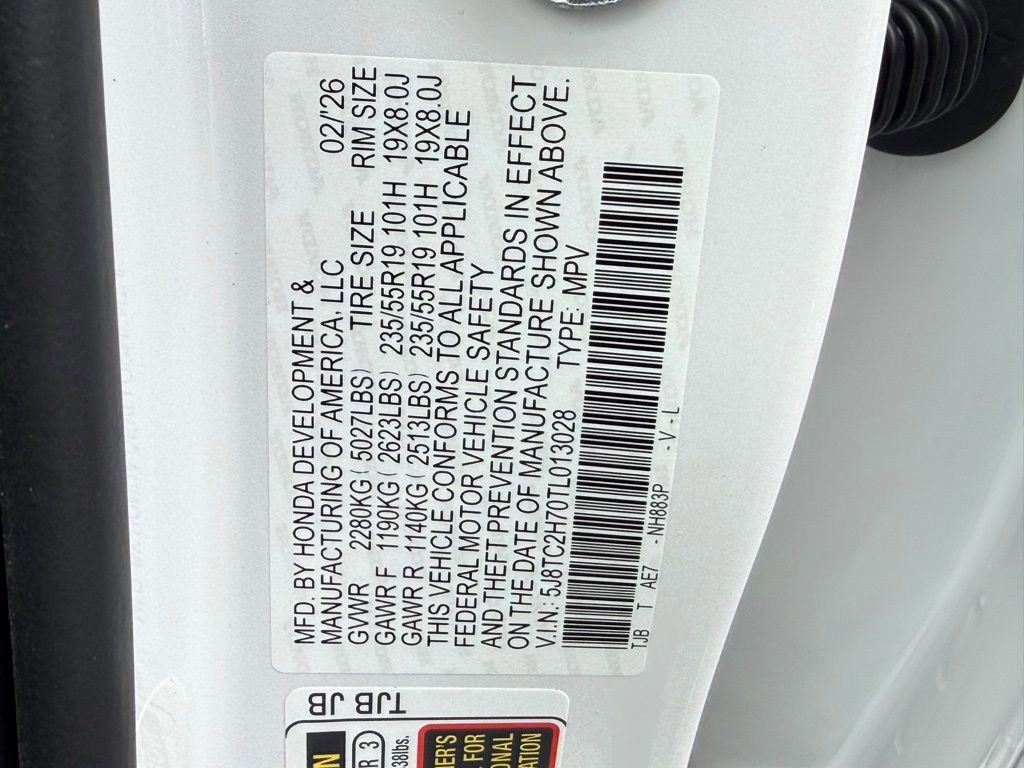 MFD. BY HONDA DEVELOPMENT &
MANUFACTURING OF AMERICA, LLC 02/'26
GVWR 2280KG ( 5027LBS) TIRE SIZE RIM SIZE
GAWR F 1190KG ( 2623LBS) 235/55R19 101H 19X8.0J
GAWR R 1140KG ( 2513LBS) 235/55R19 101H 19X8.0J
THIS VEHICLE CONFORMS TO ALL APPLICABLE
FEDERAL MOTOR VEHICLE SAFETY
AND THEFT PREVENTION STANDARDS IN EFFECT
ON THE DATE OF MANUFACTURE SHOWN ABOVE.
V.I.N: 5J8TC2H70TL013028 TYPE: MPV
TJB T AE7 - NH883P - V - L
TJB JB
R 3
38lbs.
FOR